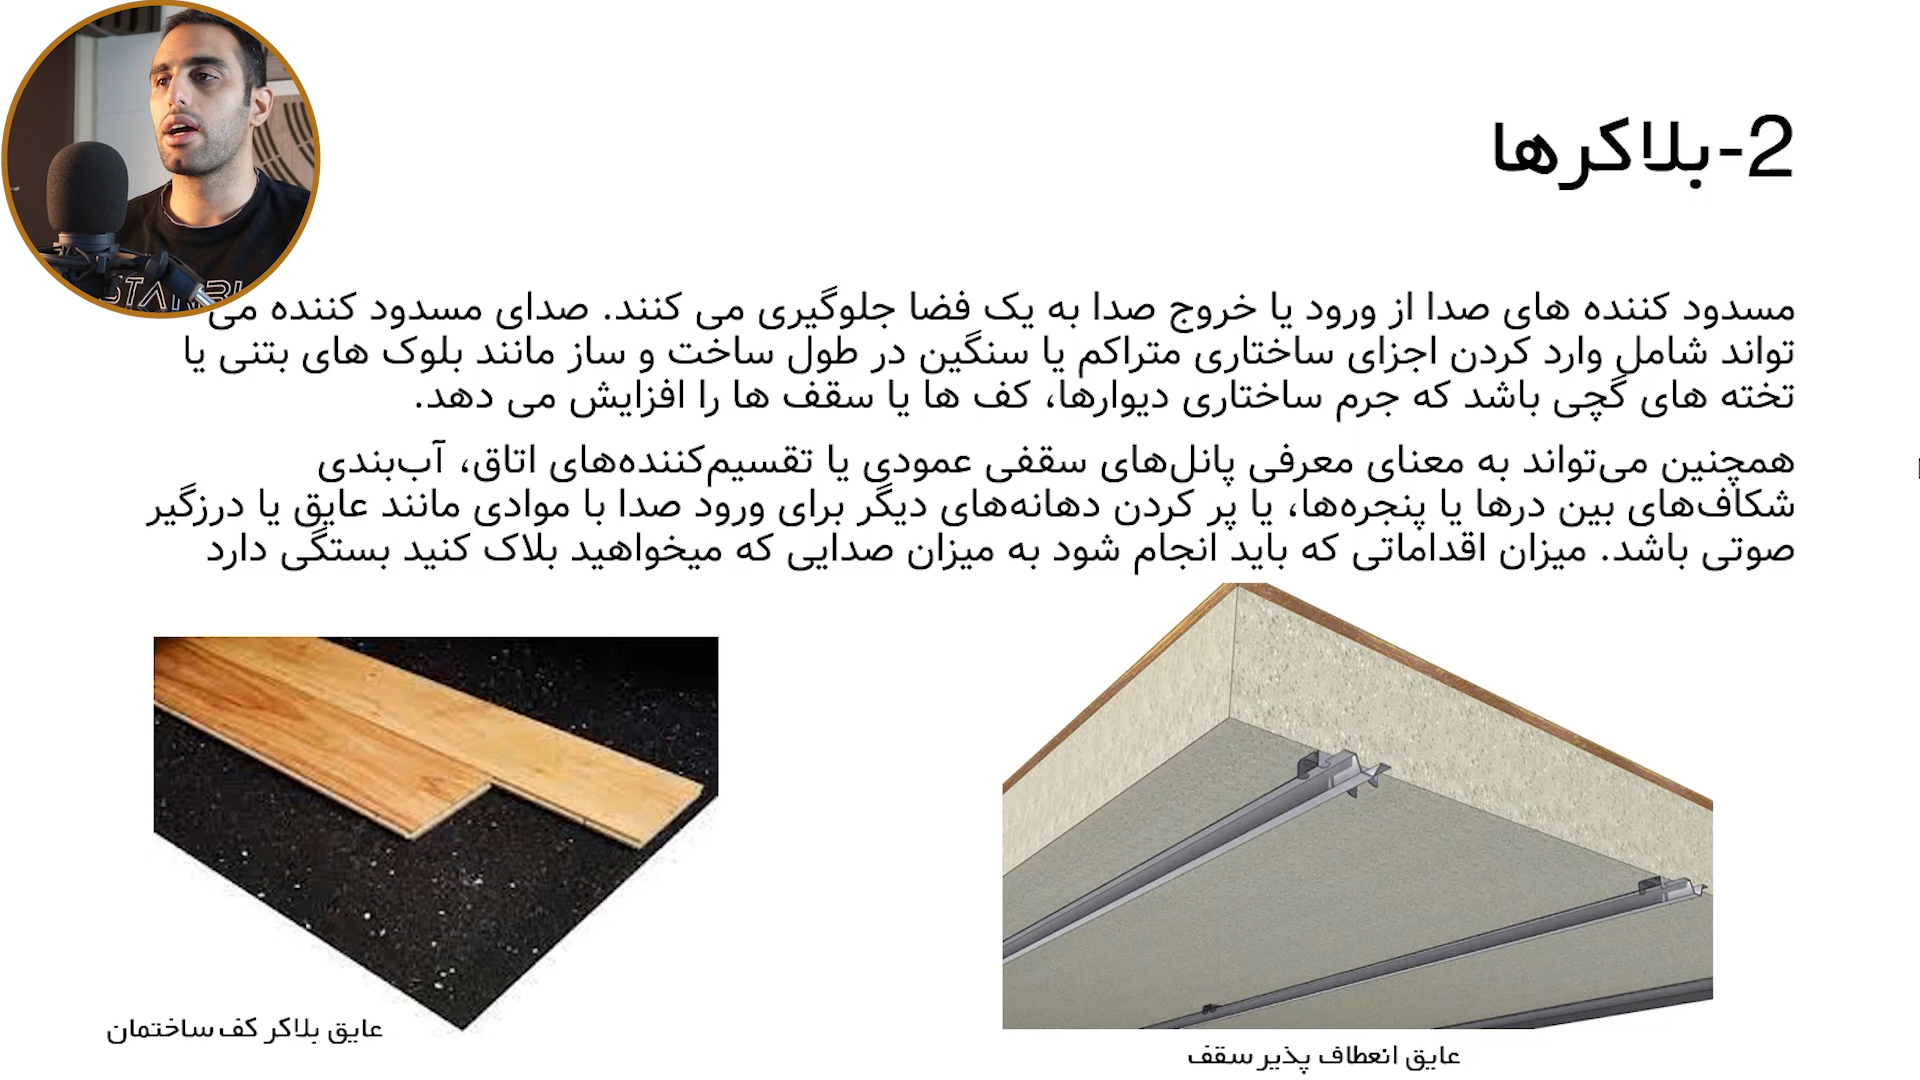 2-بلاکرها
مسدود کننده های صدا از ورود یا خروج صدا به یک فضا جلوگیری می کنند. صدای مسدود کننده می
تواند شامل وارد کردن اجزای ساختاری متراکم یا سنگین در طول ساخت و ساز مانند بلوک های بتنی یا
تخته های گچی باشد که جرم ساختاری دیوارها، کف ها یا سقف ها را افزایش می دهد.
همچنین می‌تواند به معنای معرفی پانل‌های سقفی عمودی یا تقسیم‌کننده‌های اتاق، آب‌بندی
شکاف‌های بین درها یا پنجره‌ها، یا پر کردن دهانه‌های دیگر برای ورود صدا با موادی مانند عایق یا درزگیر
صوتی باشد. میزان اقداماتی که باید انجام شود به میزان صدایی که میخواهید بلاک کنید بستگی دارد
عایق بلاکر کف ساختمان
عایق انعطاف پذیر سقف